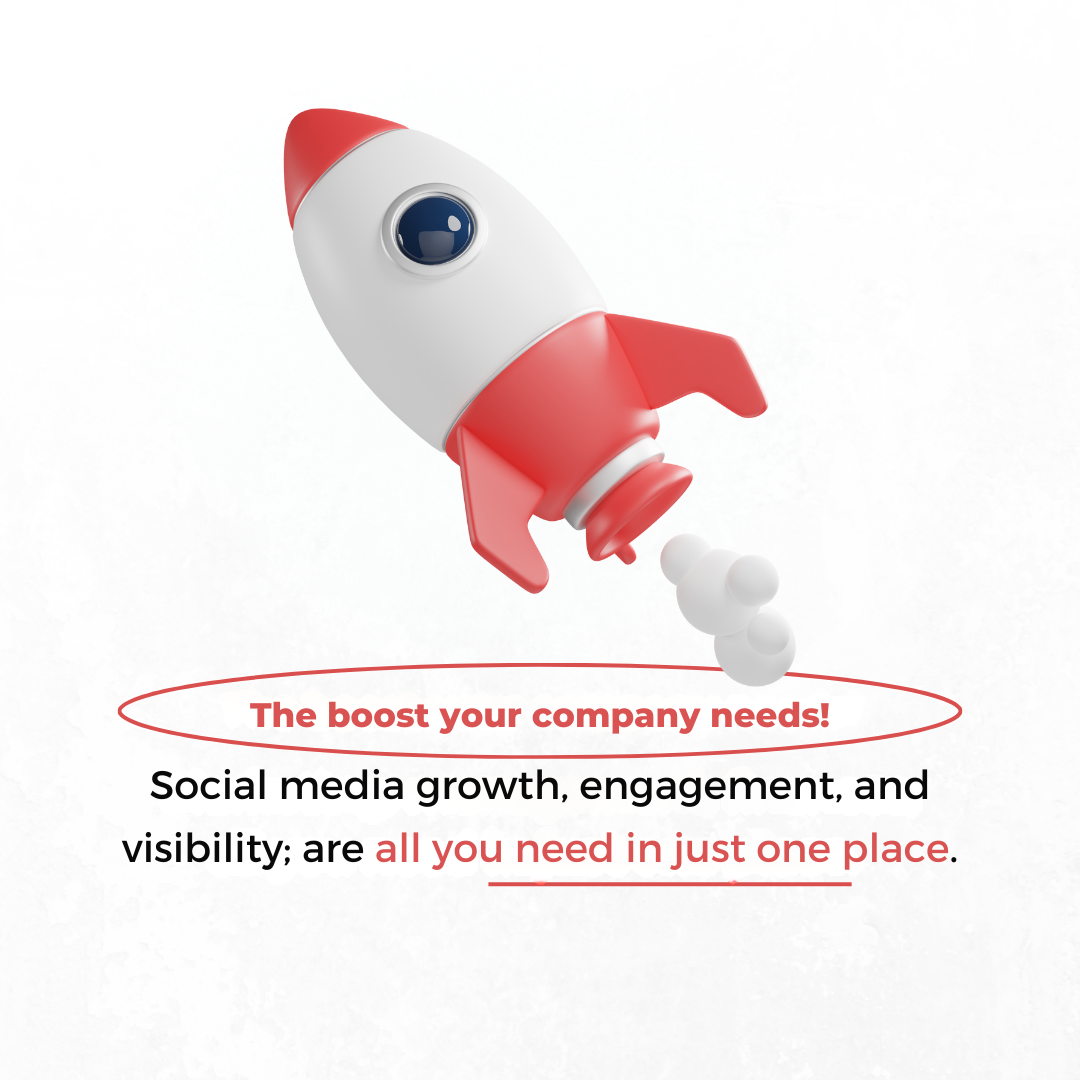 The boost your company needs!
Social media growth, engagement, and
visibility; are all you need in just one place.